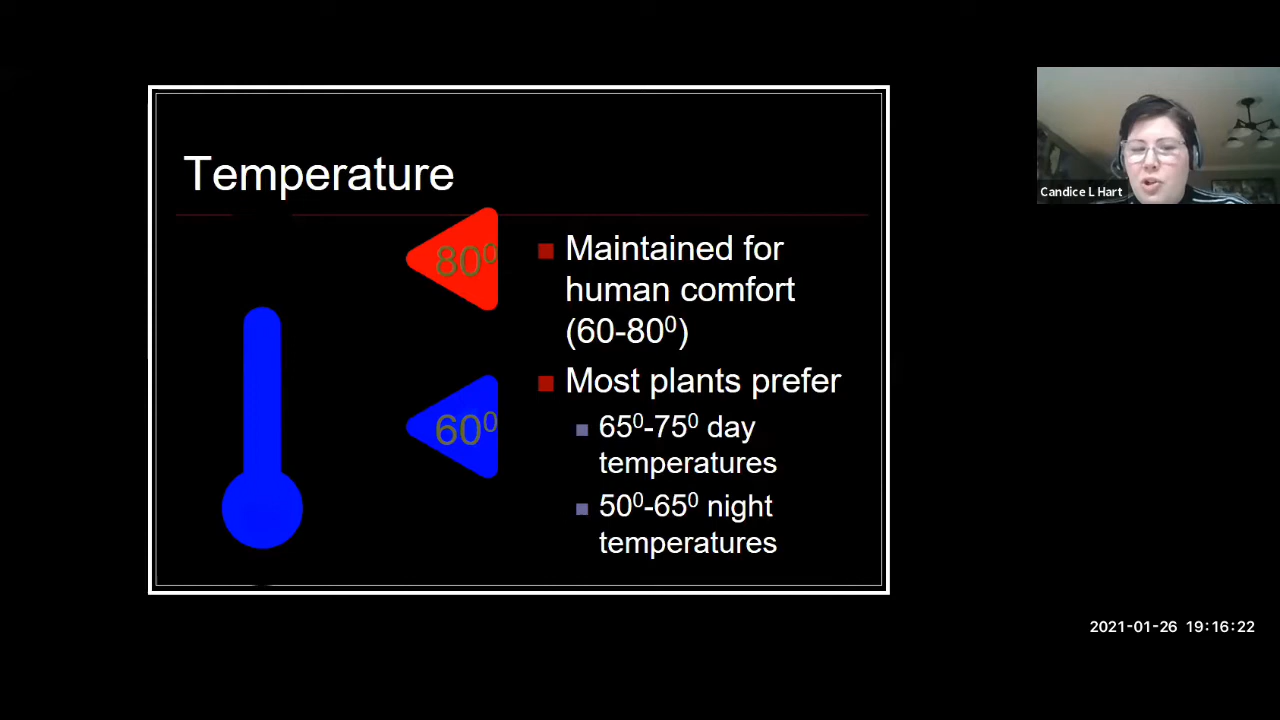 Temperature
80⁰
60⁰
Maintained for
human comfort
(60-80⁰)
Most plants prefer
65⁰-75⁰ day
temperatures
50⁰-65⁰ night
temperatures
Candice L Hart
2021-01-26 19:16:22